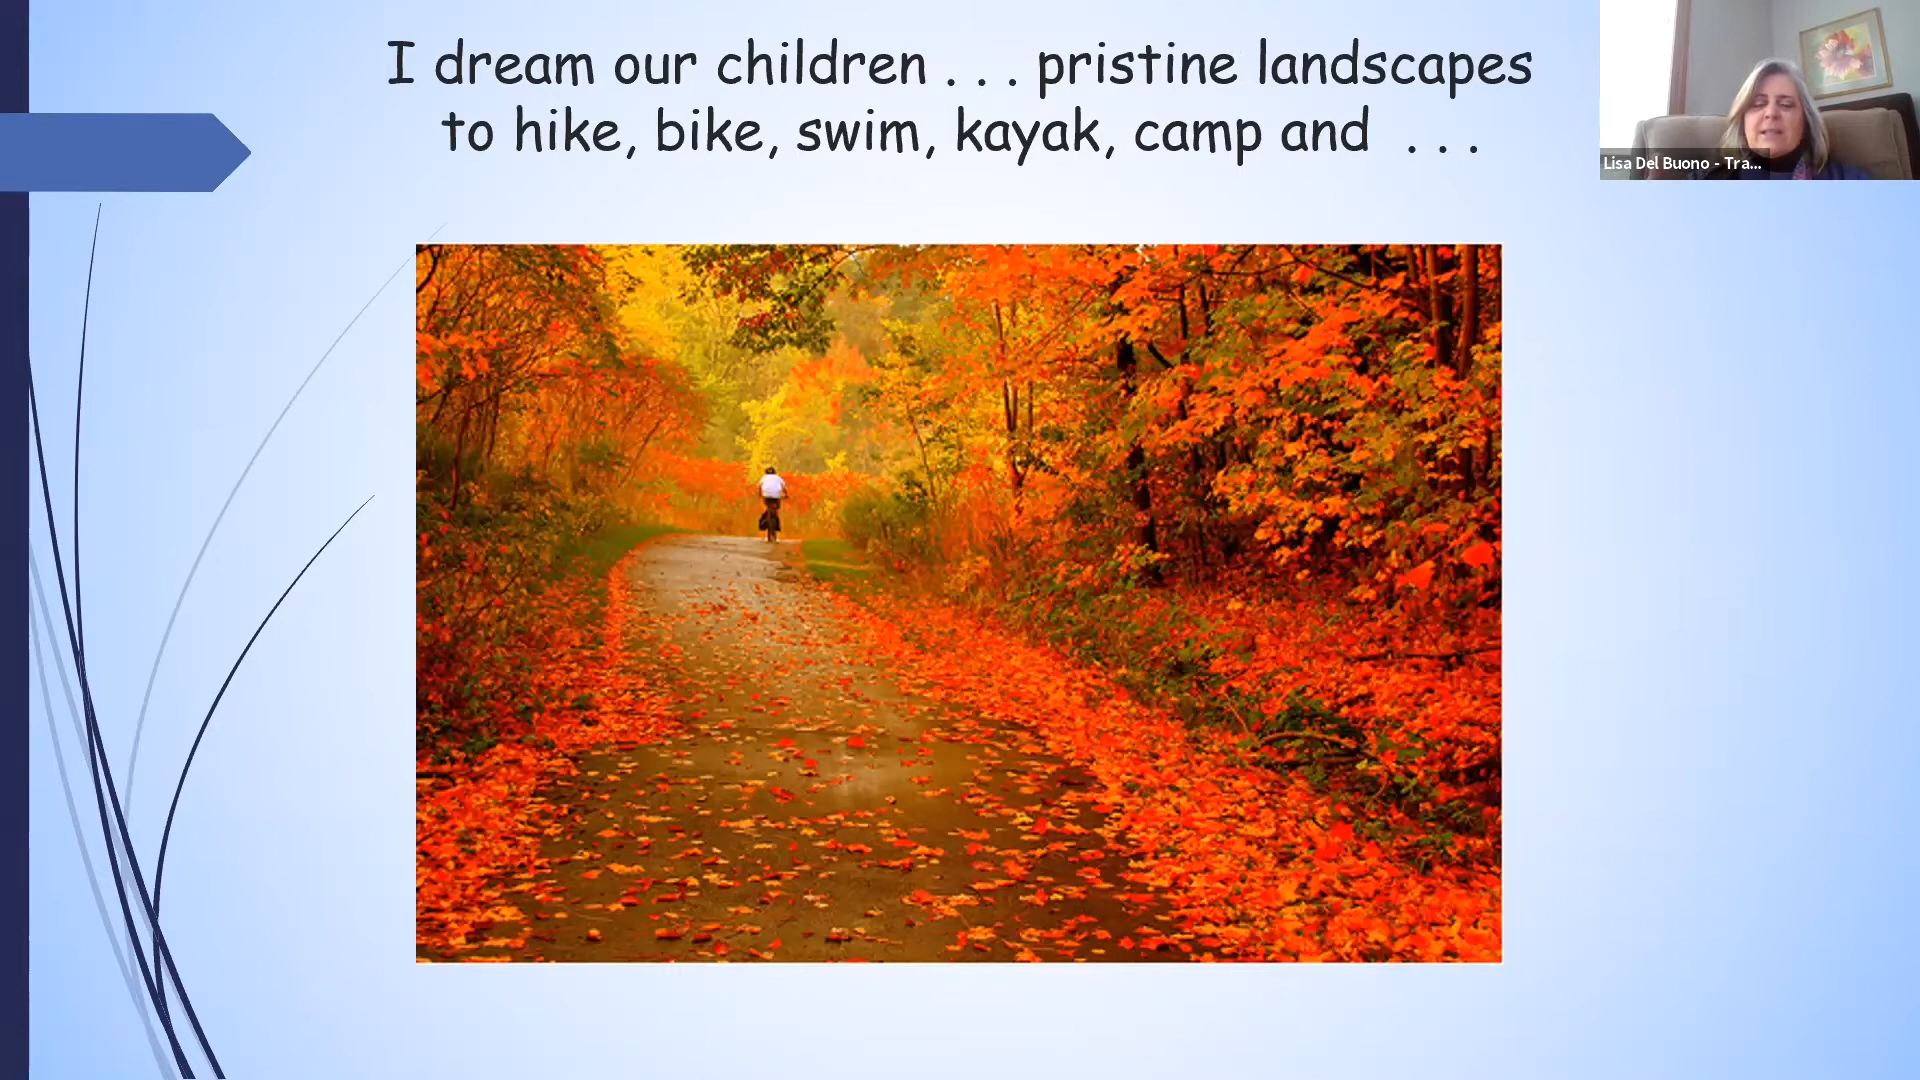 I dream our children . . . pristine landscapes
to hike, bike, swim, kayak, camp and . . .
Lisa Del Buono - Tra...